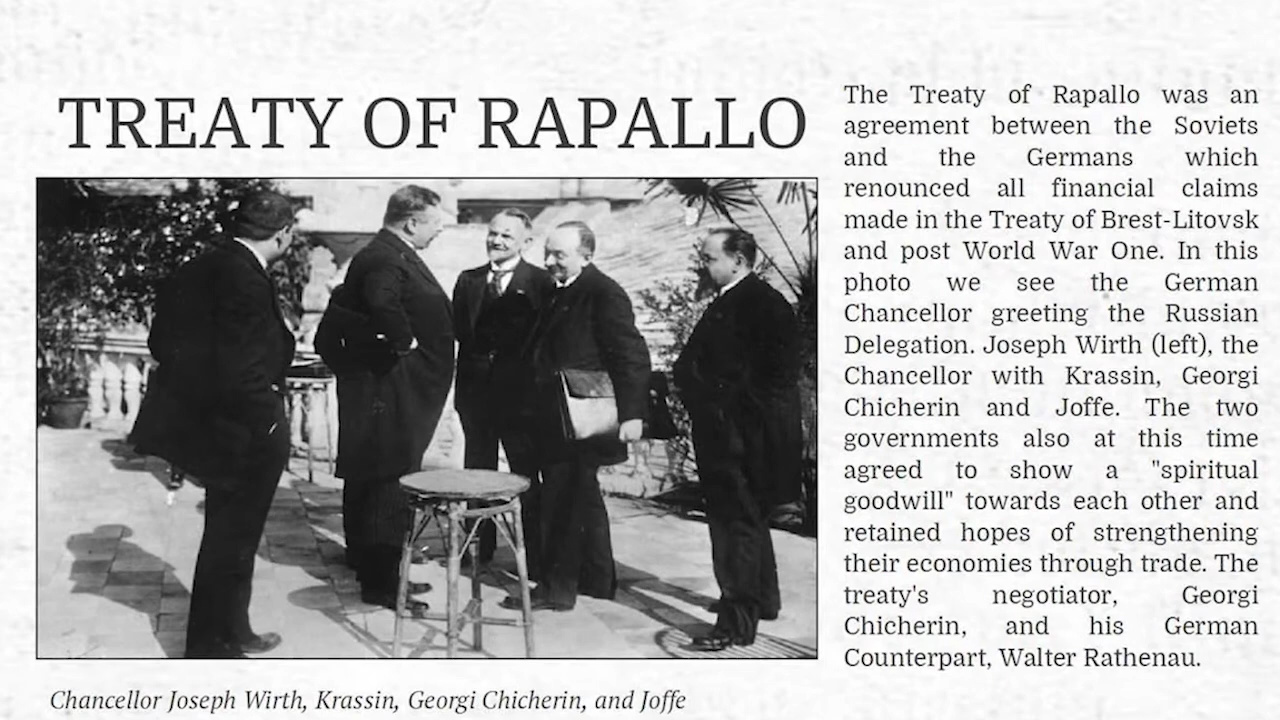 TREATY OF RAPALLO
The Treaty of Rapallo was an
agreement between the Soviets
and the Germans which
renounced all financial claims
made in the Treaty of Brest-Litovsk
and post World War One. In this
photo we see the German
Chancellor greeting the Russian
Delegation. Joseph Wirth (left), the
Chancellor with Krassin, Georgi
Chicherin and Joffe. The two
governments also at this time
agreed to show a "spiritual
goodwill" towards each other and
retained hopes of strengthening
their economies through trade. The
treaty's negotiator, Georgi
Chicherin, and his German
Counterpart, Walter Rathenau.
Chancellor Joseph Wirth, Krassin, Georgi Chicherin, and Joffe